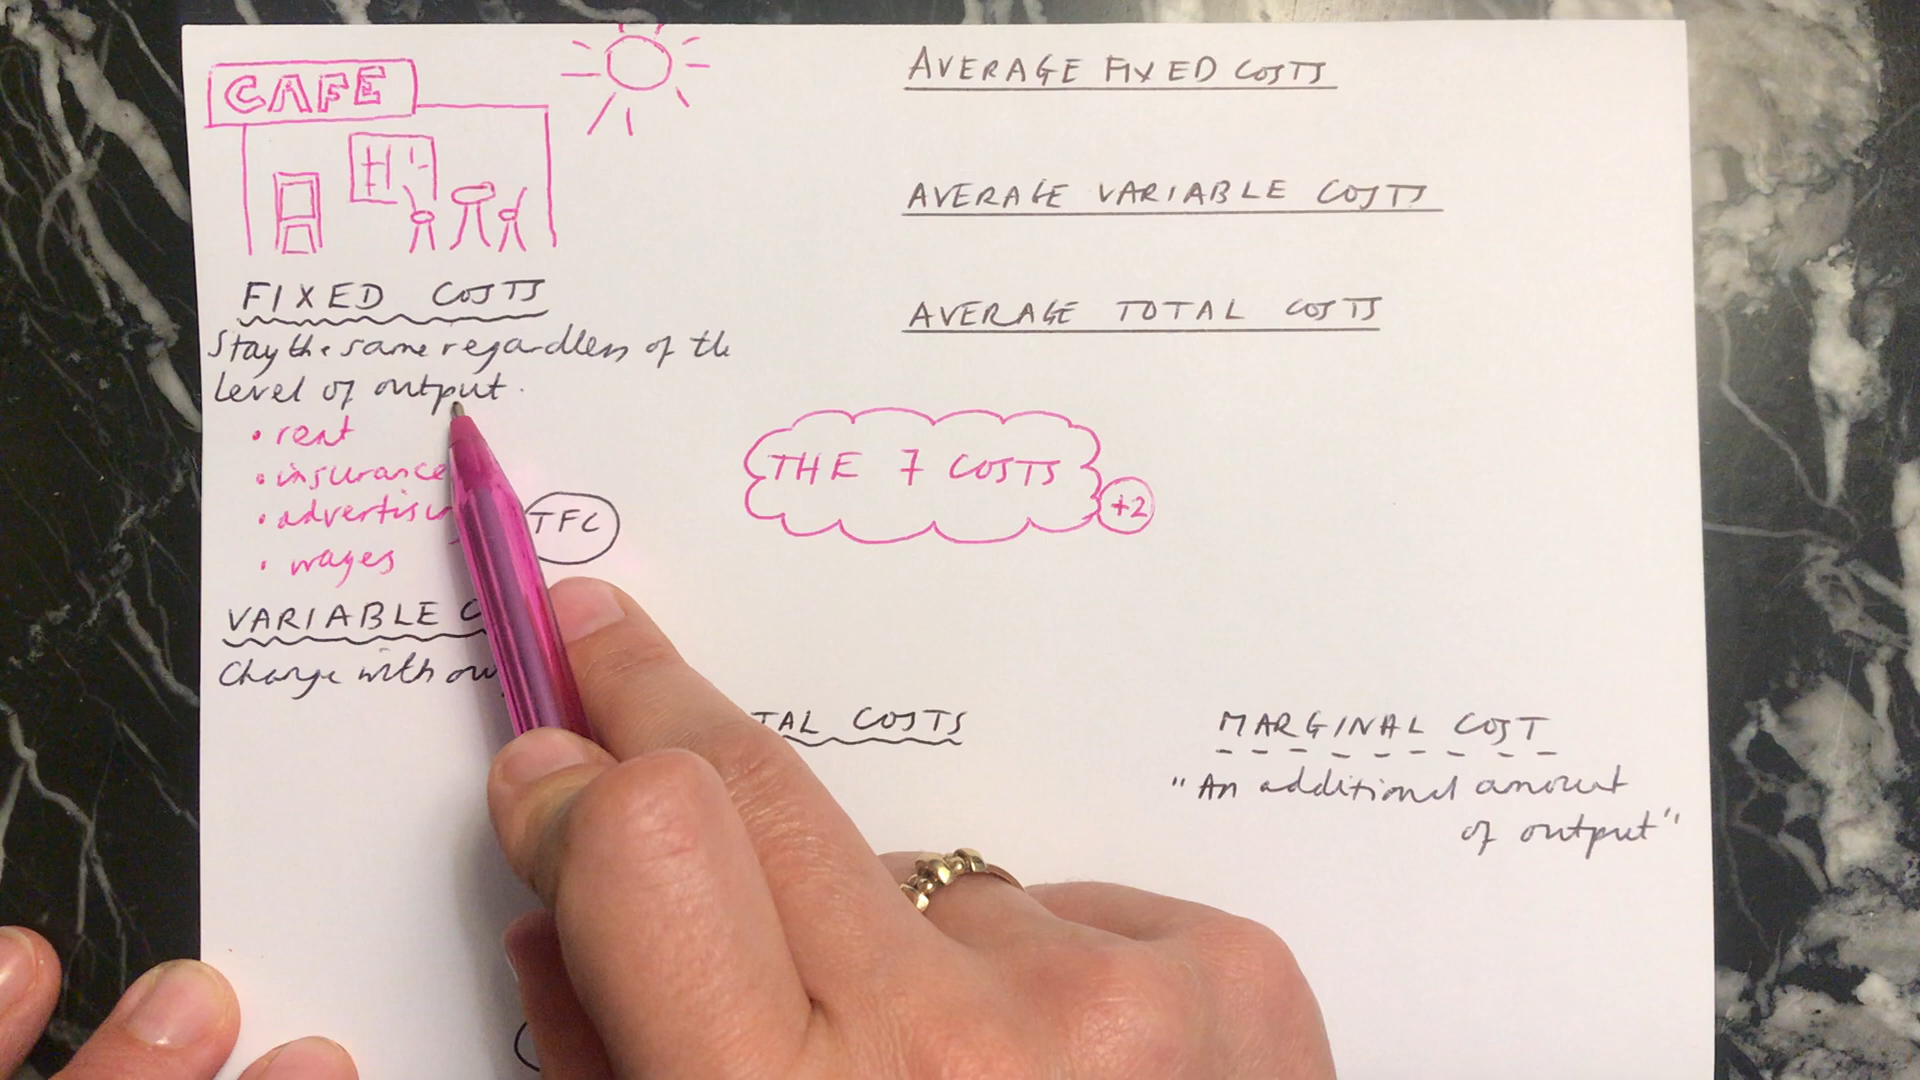 CAFE
FIXED COSTS
Stay the same regardless of the
level of output.
• rent
• insurance
• wages
TFC
VARIABLE
Change with
AVERAGE FIXED COSTS
AVERAGE VARIABLE COSTS
AVERAGE TOTAL COSTS
THE 7 COSTS
+2
COSTS
MARGINAL COST
"An additional amount
of output"